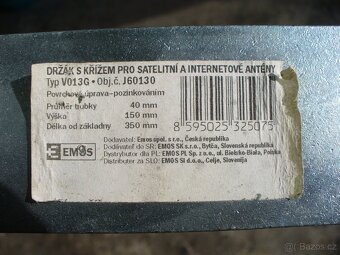 DRŽÁK S KŘÍŽEM PRO SATELITNÍ A INTERNETOVÉ ANTÉNY
Typ V013G • Obj.č. J60130
Povrchová úprava-pozinkováním
Průměr trubky 40 mm
Výška 150 mm
Délka od základny 350 mm
8 595025 325075
EMOS
Dodavatel: Emos spol. s r.o., Česká republika
Dodávateľ do SR: EMOS SK s.r.o., Bytča, Slovenská republika
Dystrybutor dla PL: EMOS PL Sp. z o.o., ul. Bielsko-Biała, Polska
Distributer za SLO: EMOS SI d.o.o., Celje, Slovenija
Bazoš.cz